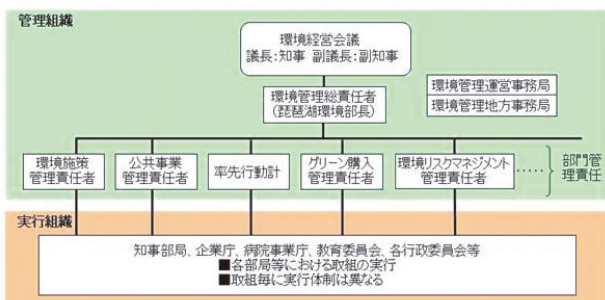 管理組織
環境経営会議
議長:知事 副議長:副知事
環境管理総責任者
(琵琶湖環境部長)
環境管理運営事務局
環境管理地方事務局
環境施策
管理責任者
公共事業
管理責任者
率先行動計
グリーン購入
管理責任者
環境リスクマネジメント
管理責任者
……
部門管
理責任
実行組織
知事部局、企業庁、病院事業庁、教育委員会、各行政委員会等
■各部局等における取組の実行
■取組毎に実行体制は異なる